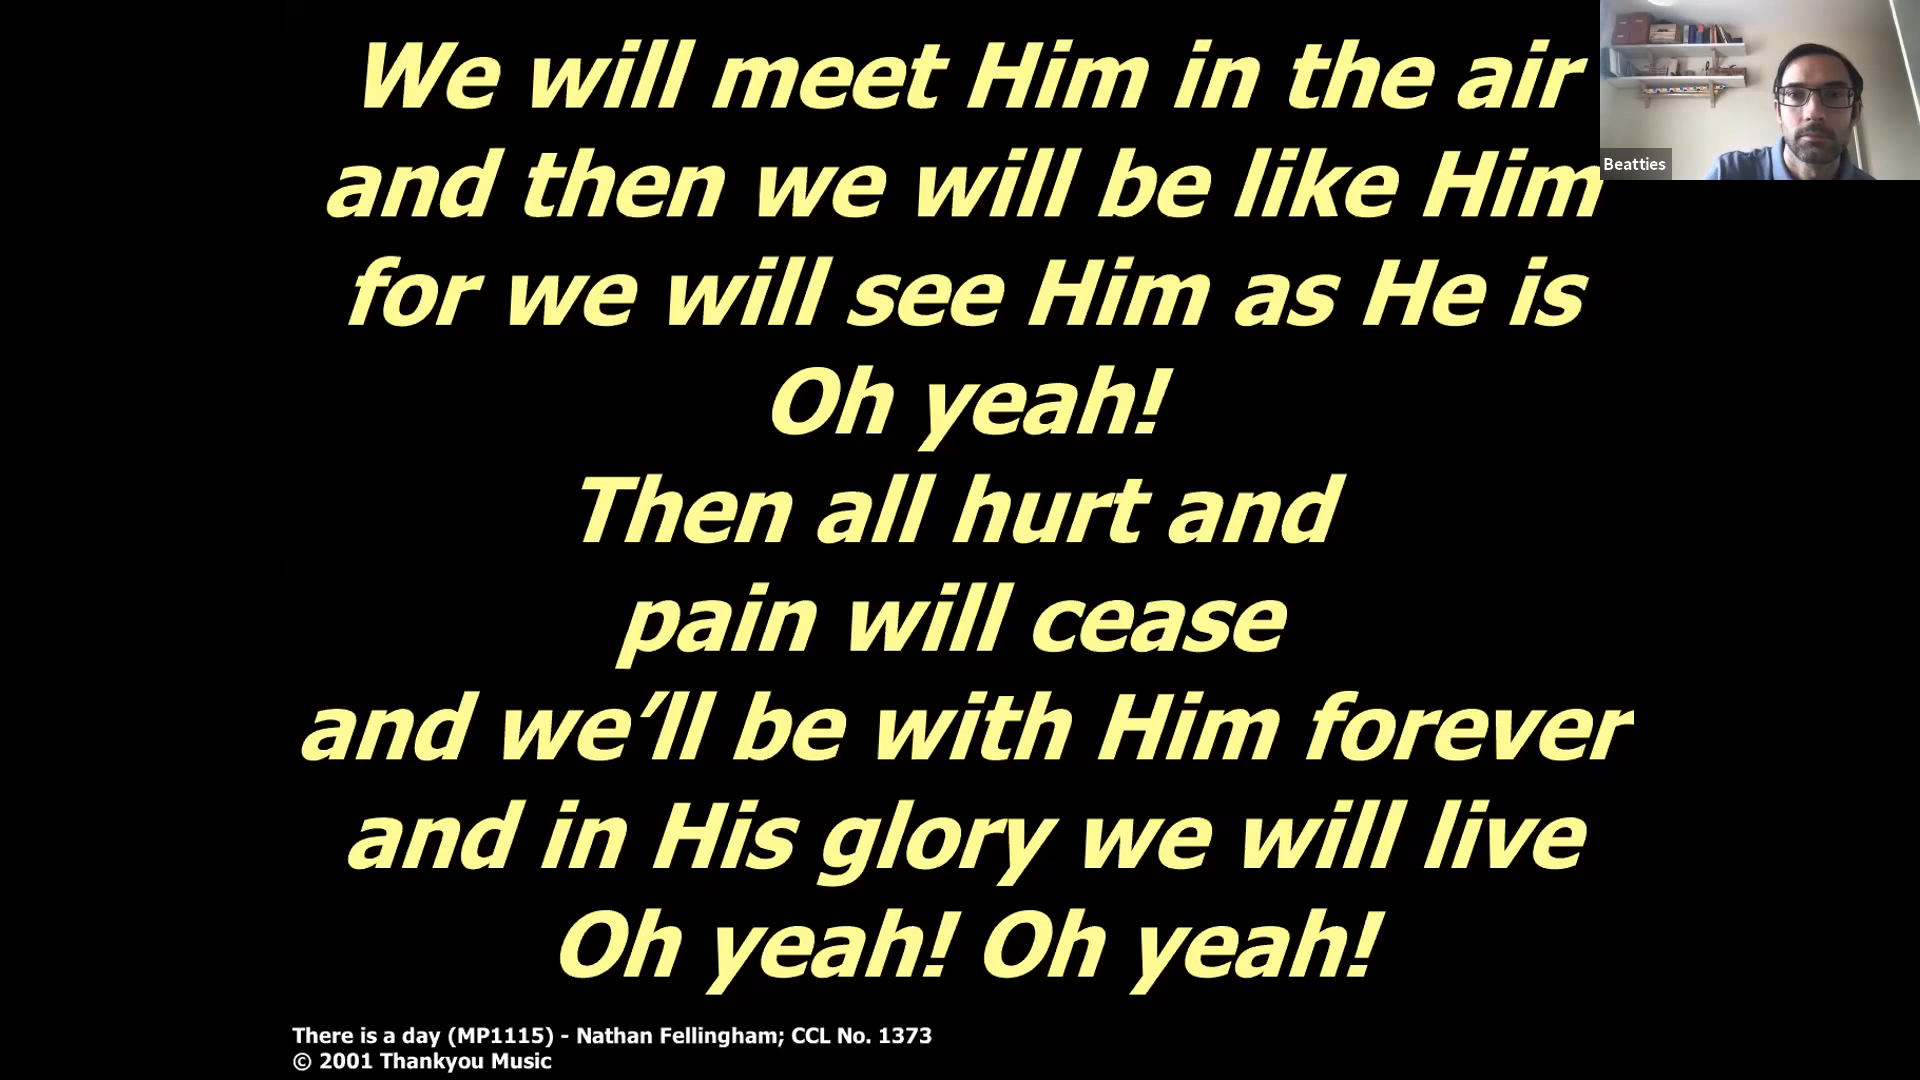 We will meet Him in the air
and then we will be like Him
for we will see Him as He is
Oh yeah!
Then all hurt and
pain will cease
and we’ll be with Him forever
and in His glory we will live
Oh yeah! Oh yeah!
There is a day (MP1115) - Nathan Fellingham; CCL No. 1373
© 2001 Thankyou Music
Beatties